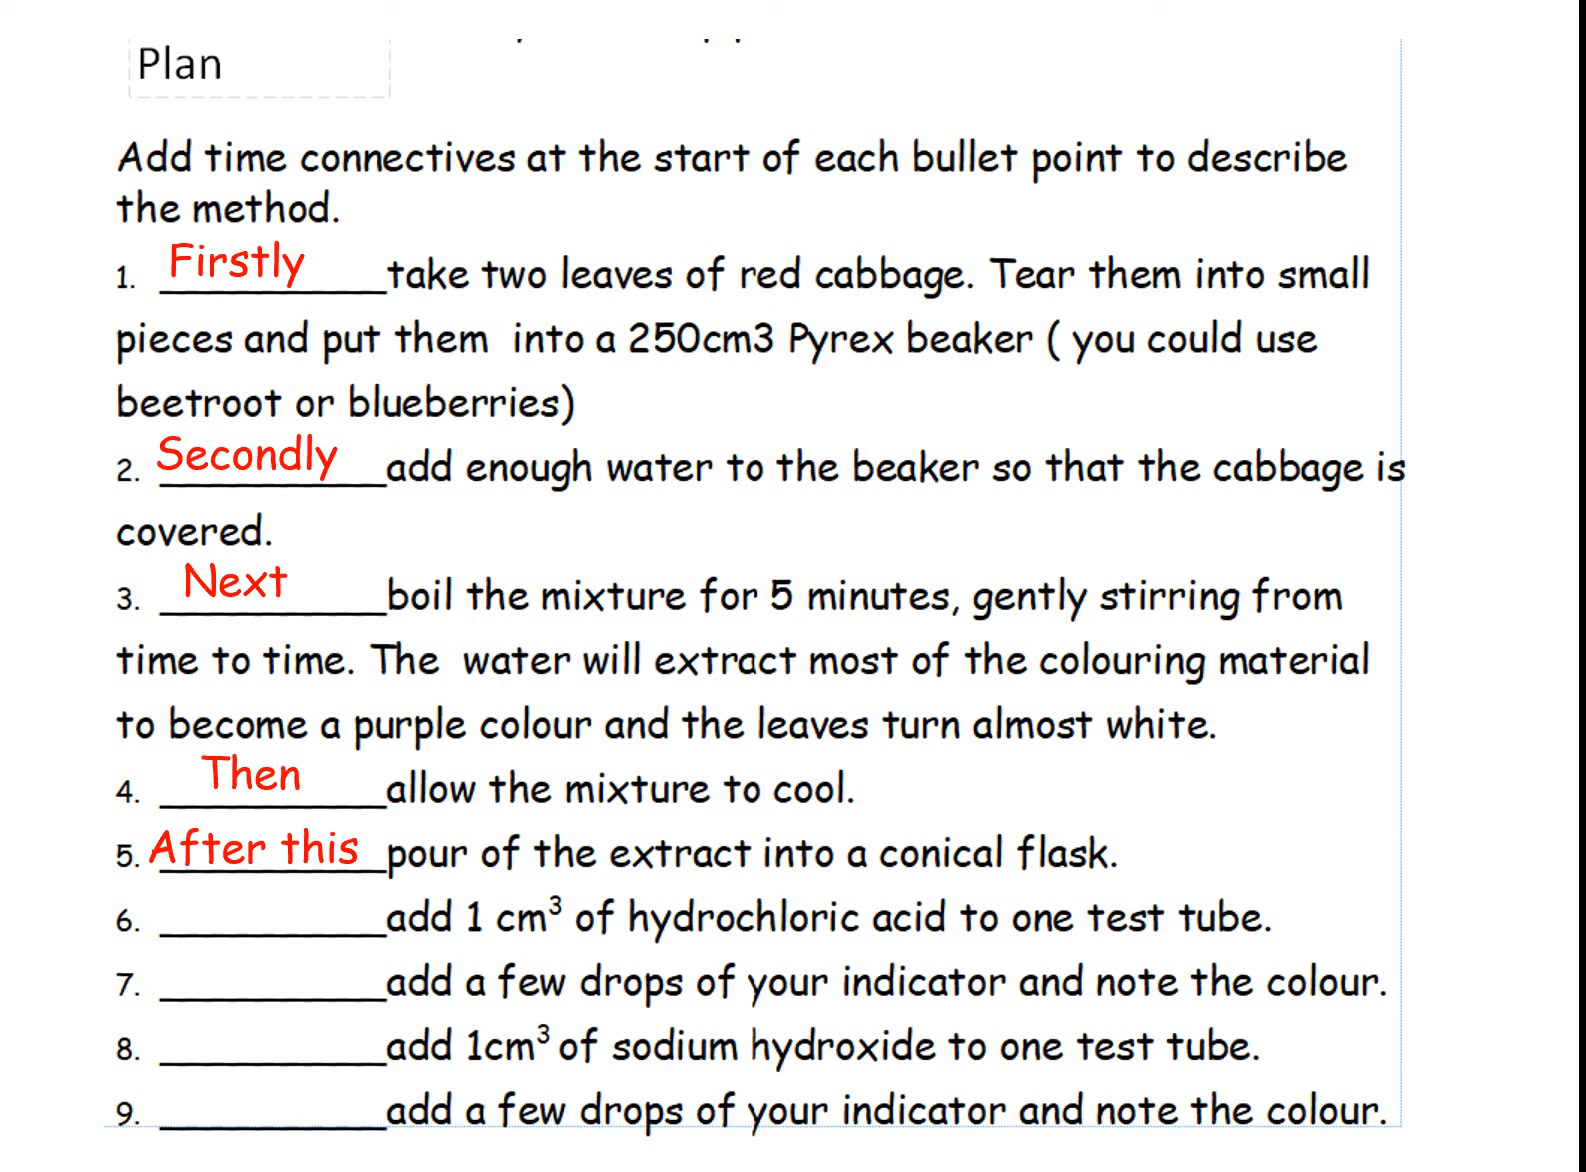 Plan
Add time connectives at the start of each bullet point to describe
the method.
1. Firstly take two leaves of red cabbage. Tear them into small
pieces and put them into a 250cm3 Pyrex beaker ( you could use
beetroot or blueberries)
2. Secondly add enough water to the beaker so that the cabbage is
covered.
3. Next boil the mixture for 5 minutes, gently stirring from
time to time. The water will extract most of the colouring material
to become a purple colour and the leaves turn almost white.
4. Then allow the mixture to cool.
5. After this pour of the extract into a conical flask.
6. __________add 1 cm³ of hydrochloric acid to one test tube.
7. __________add a few drops of your indicator and note the colour.
8. __________add 1cm³ of sodium hydroxide to one test tube.
9. __________add a few drops of your indicator and note the colour.